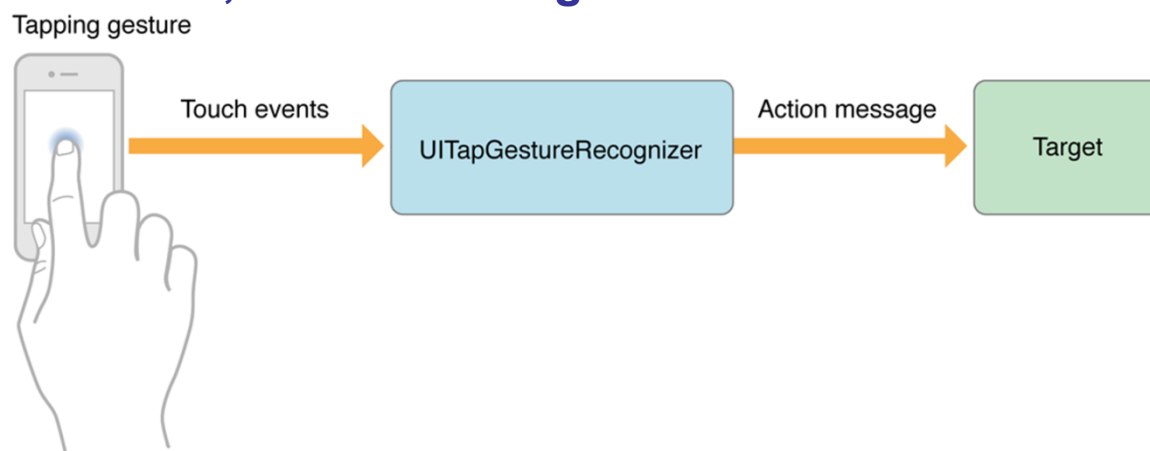 Tapping gesture
Touch events
UITapGestureRecognizer
Action message
Target